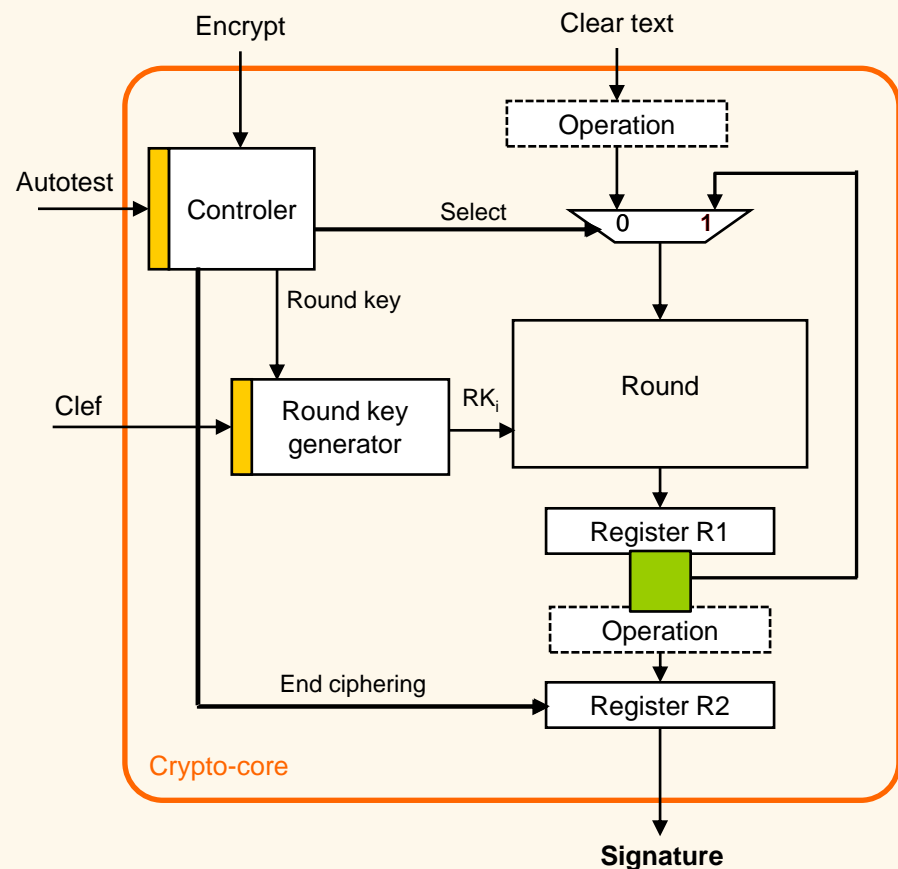 Encrypt
Clear text
Operation
Autotest
Controler
Select
0 1
Round key
Clef
Round key
generator
RKi
Round
Register R1
Operation
End ciphering
Register R2
Crypto-core
Signature